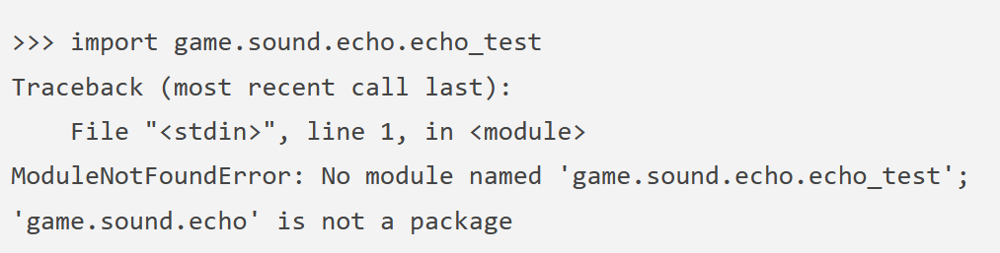 >>> import game.sound.echo.echo_test
Traceback (most recent call last):
    File "<stdin>", line 1, in <module>
ModuleNotFoundError: No module named 'game.sound.echo.echo_test';
'game.sound.echo' is not a package